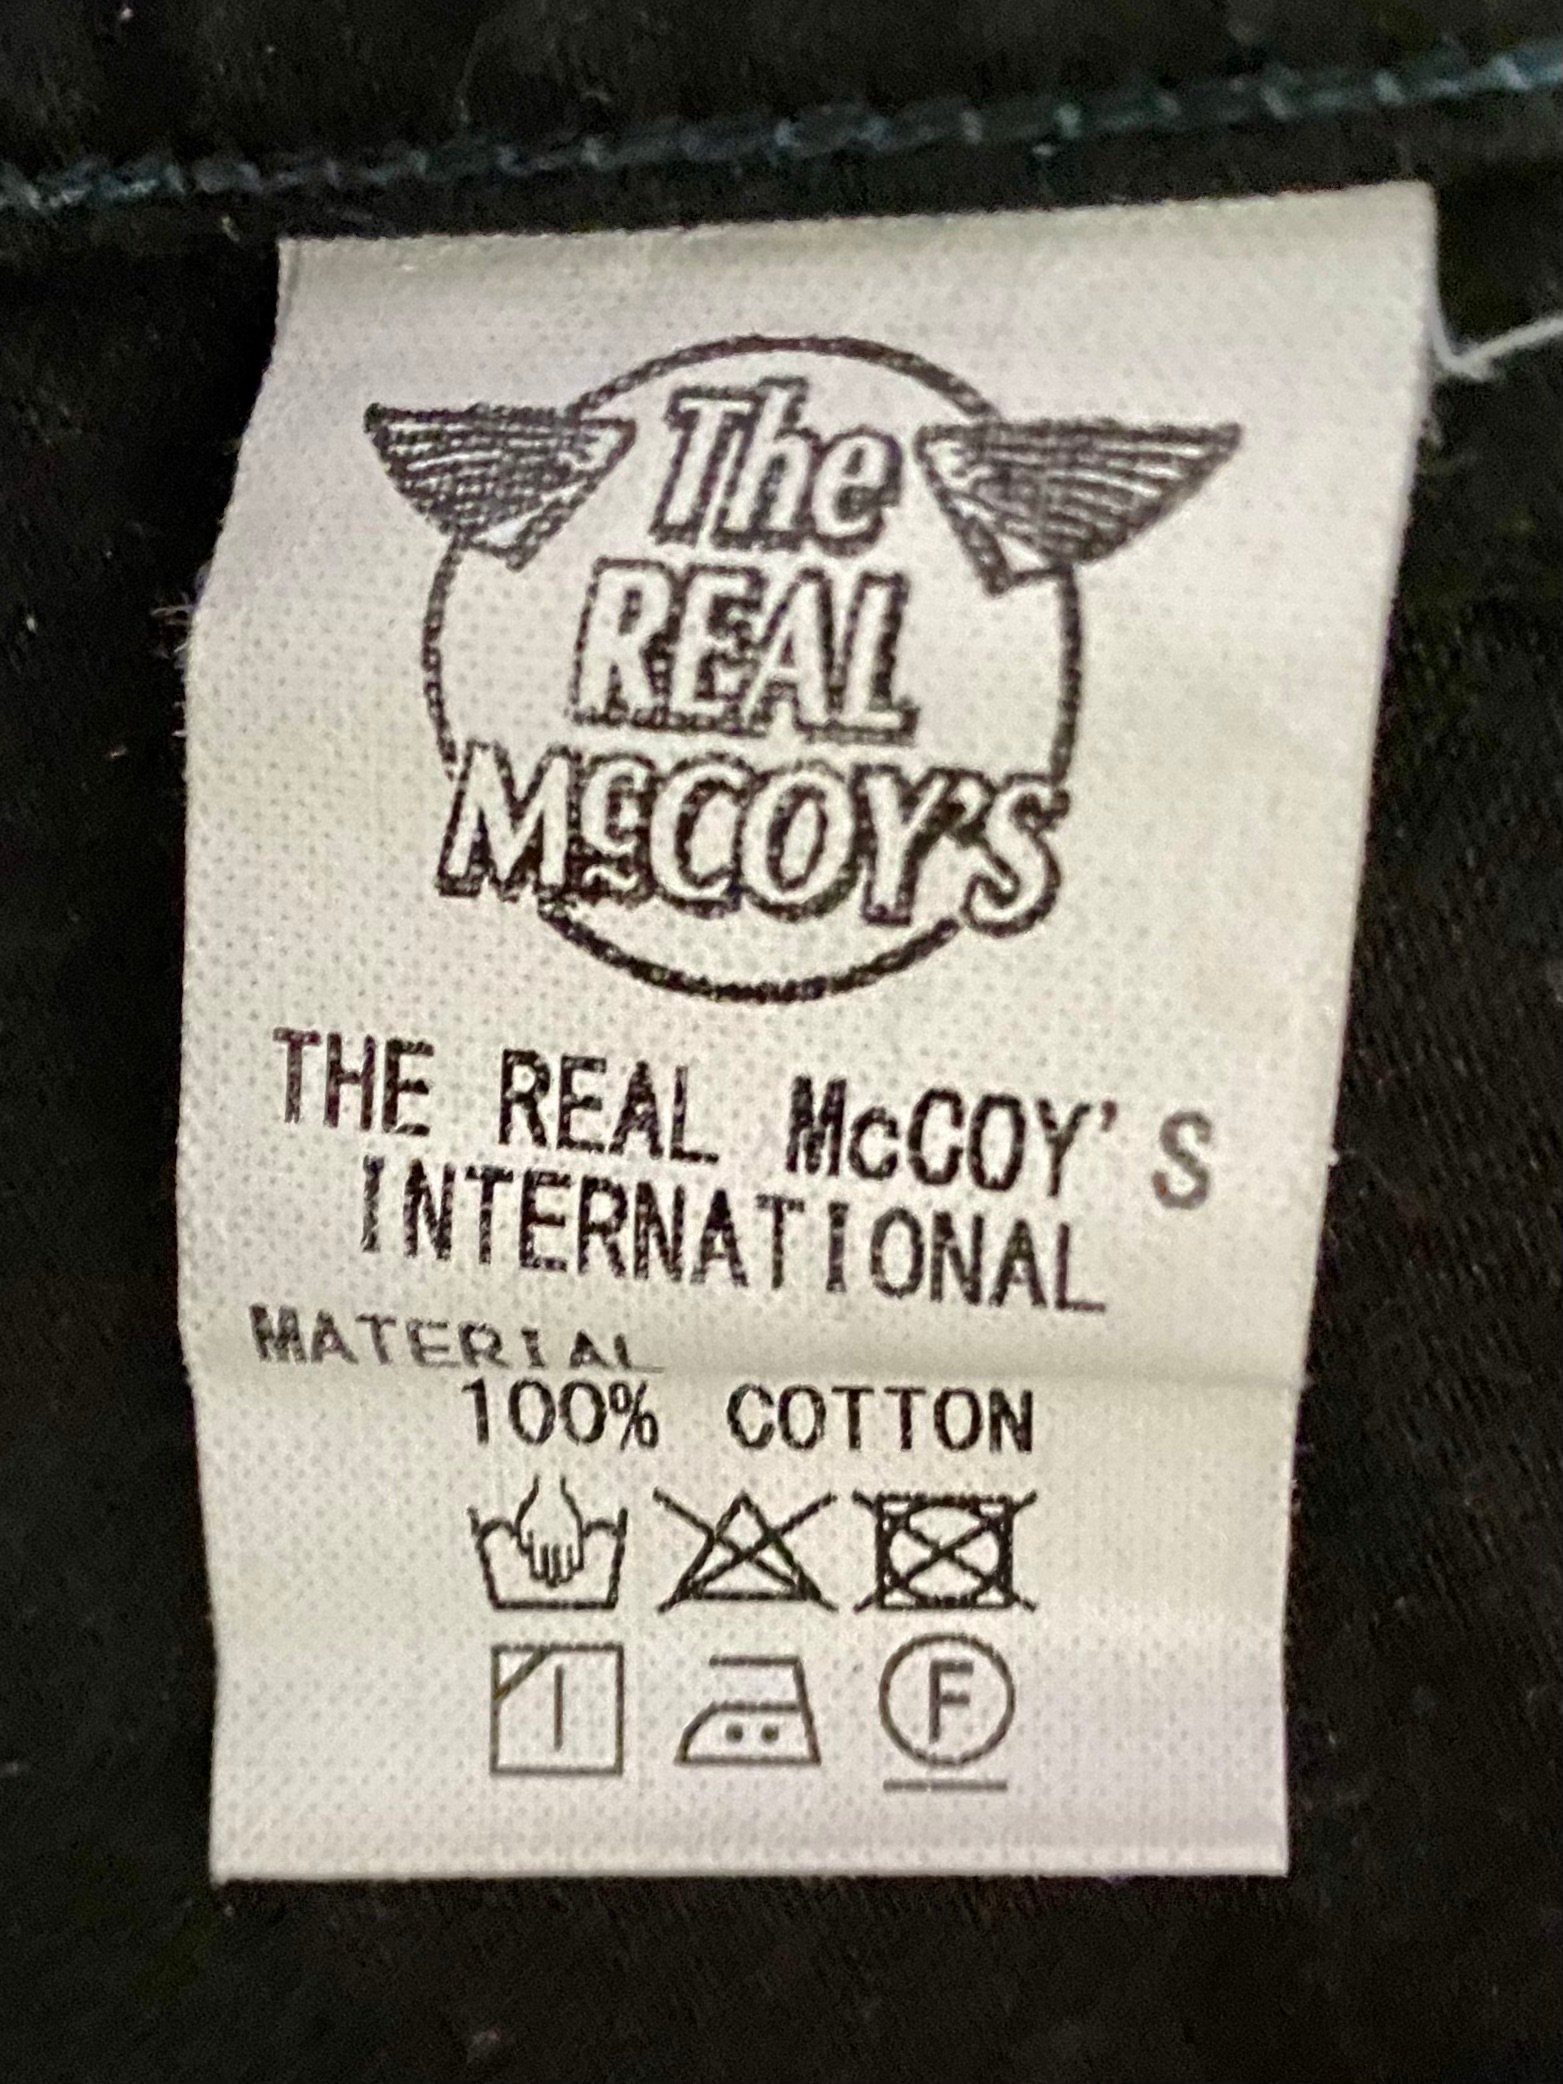 The
REAL
McCOY'S
THE REAL McCOY'S
INTERNATIONAL
MATERIAL
100% COTTON
F